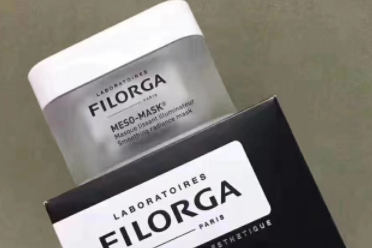 LABORATOIRES
FILORGA
PARIS
MESO-MASK®
Masque lissant illuminateur
Smoothing radiance mask
LABORATOIRES
FILORGA
PARIS
ESTHETIQUE